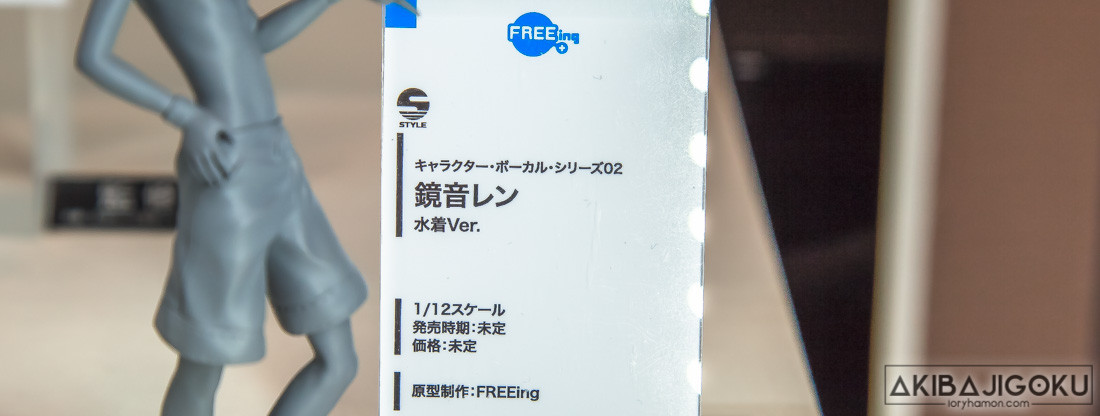 FREEing
S
STYLE
キャラクター・ボーカル・シリーズ02
鏡音レン
水着Ver.
1/12スケール
発売時期:未定
価格:未定
原型制作:FREEing
AKIBAJIGOKU
loryhamon.com